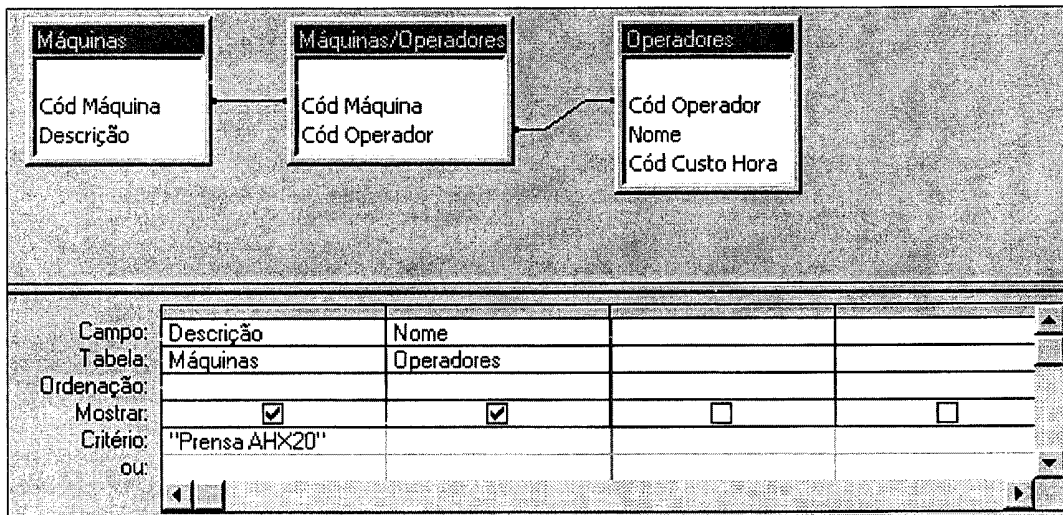 Máquinas Máquinas/Operadores Operadores
Cód Máquina Cód Máquina Cód Operador
Descrição Cód Operador Nome
Cód Custo Hora
Campo: Descrição Nome
Tabela: Máquinas Operadores
Ordenação:
Mostrar:
Critério: "Prensa AHX20"
ou: